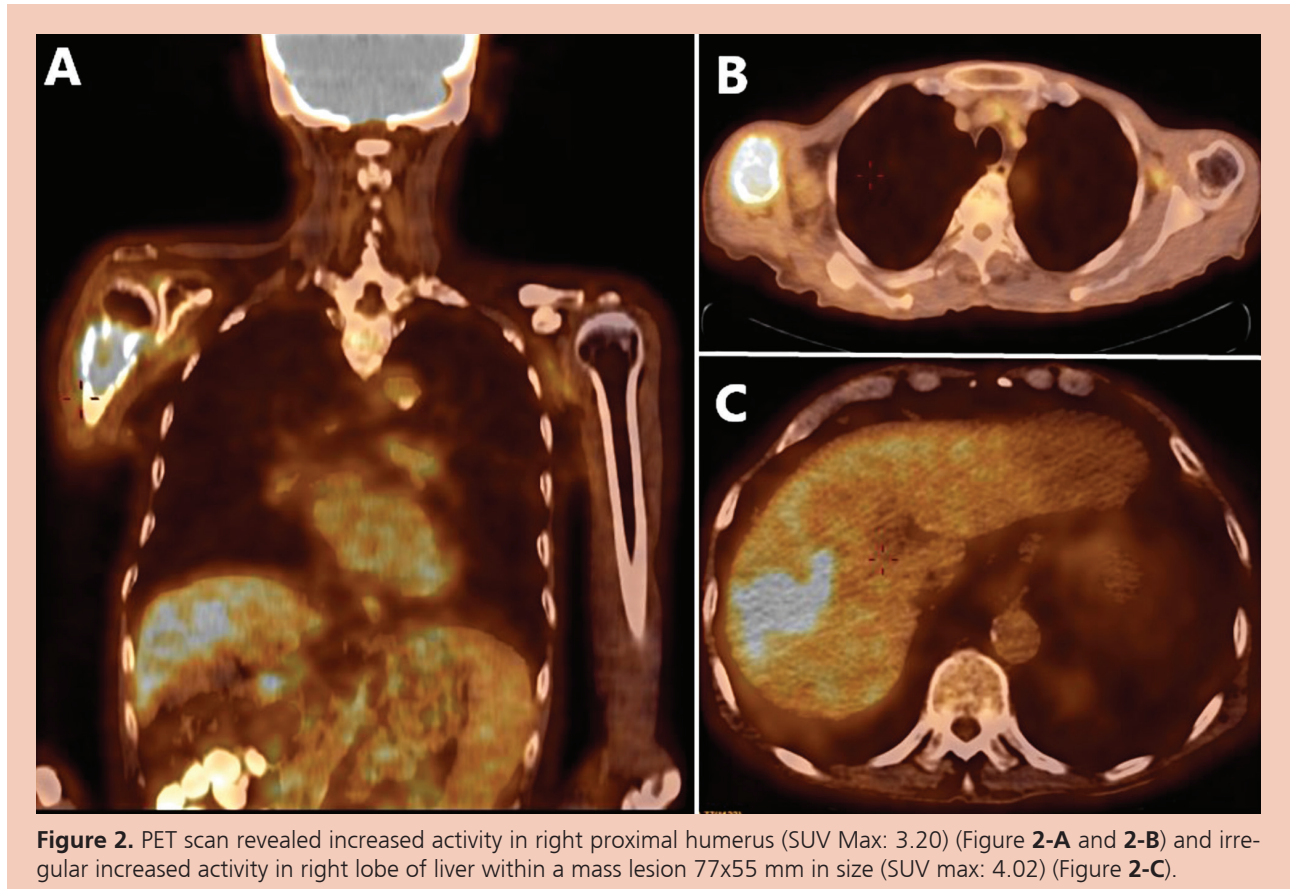 A
B
C
Figure 2. PET scan revealed increased activity in right proximal humerus (SUV Max: 3.20) (Figure 2-A and 2-B) and irre-
gular increased activity in right lobe of liver within a mass lesion 77x55 mm in size (SUV max: 4.02) (Figure 2-C).